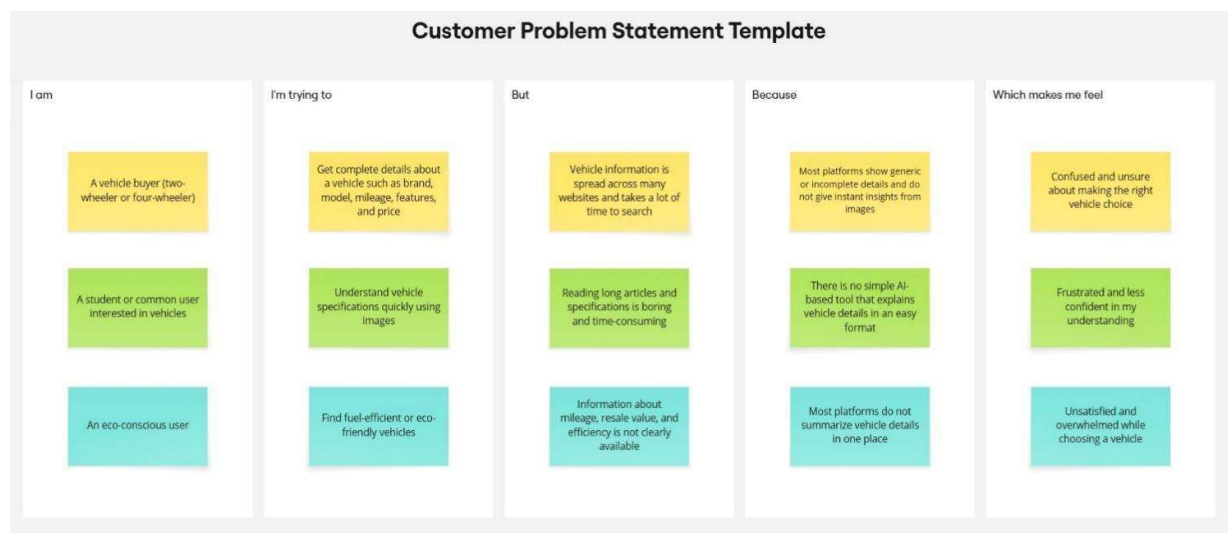 Customer Problem Statement Template
I am
I'm trying to
But
Because
Which makes me feel
A vehicle buyer (two-
wheeler or four-wheeler)
Get complete details about
a vehicle such as brand,
model, mileage, features,
and price
Vehicle information is
spread across many
websites and takes a lot of
time to search
Most platforms show generic
or incomplete details and do
not give instant insights from
images
Confused and unsure
about making the right
vehicle choice
A student or common user
interested in vehicles
Understand vehicle
specifications quickly using
images
Reading long articles and
specifications is boring
and time-consuming
There is no simple AI-
based tool that explains
vehicle details in an easy
format
Frustrated and less
confident in my
understanding
An eco-conscious user
Find fuel-efficient or eco-
friendly vehicles
Information about
mileage, resale value, and
efficiency is not clearly
available
Most platforms do not
summarize vehicle details
in one place
Unsatisfied and
overwhelmed while
choosing a vehicle